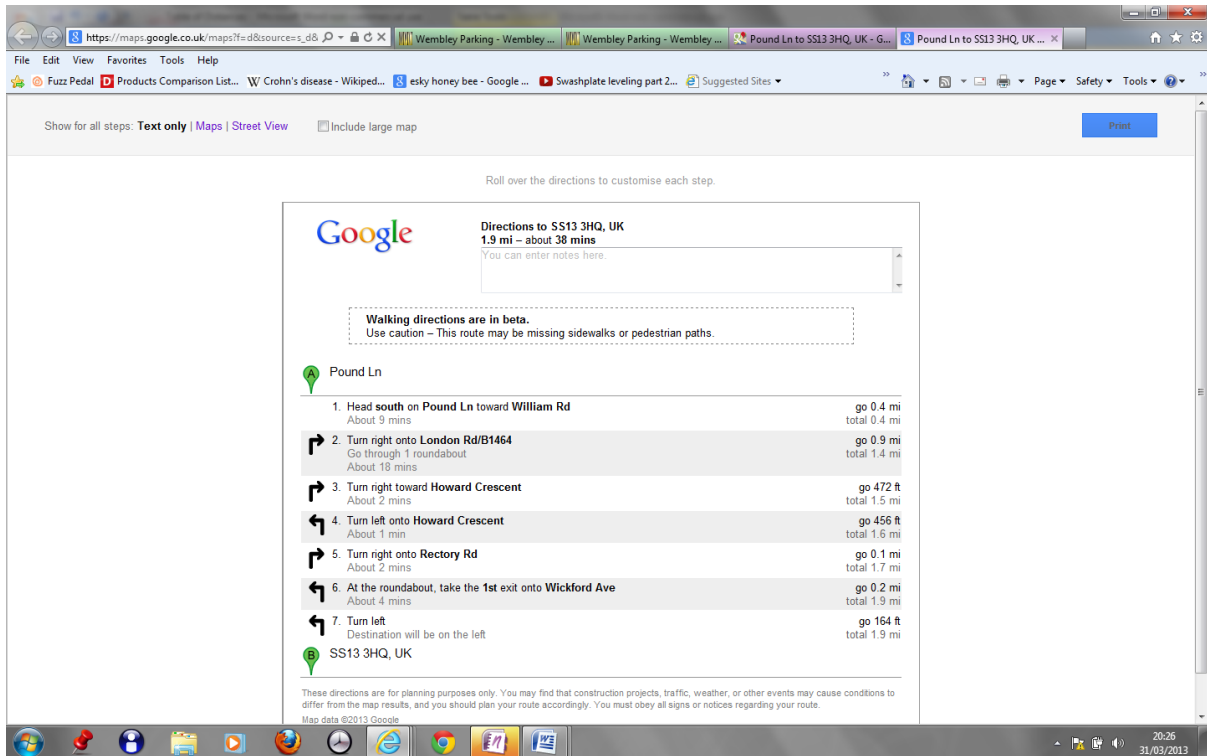 https://maps.google.co.uk/maps?f=d&source=s_d&
Wembley Parking - Wembley ...
Wembley Parking - Wembley ...
Pound Ln to SS13 3HQ, UK - G...
Pound Ln to SS13 3HQ, UK ...
File Edit View Favorites Tools Help
Fuzz Pedal
Products Comparison List...
Crohn's disease - Wikiped...
esky honey bee - Google ...
Swashplate leveling part 2...
Suggested Sites
Page Safety Tools
Show for all steps: Text only | Maps | Street View
Include large map
Print
Roll over the directions to customise each step.
Google
Directions to SS13 3HQ, UK
1.9 mi – about 38 mins
You can enter notes here.
Walking directions are in beta.
Use caution – This route may be missing sidewalks or pedestrian paths.
A Pound Ln
1. Head south on Pound Ln toward William Rd go 0.4 mi
About 9 mins total 0.4 mi
2. Turn right onto London Rd/B1464 go 0.9 mi
Go through 1 roundabout total 1.4 mi
About 18 mins
3. Turn right toward Howard Crescent go 472 ft
About 2 mins total 1.5 mi
4. Turn left onto Howard Crescent go 456 ft
About 1 min total 1.6 mi
5. Turn right onto Rectory Rd go 0.1 mi
About 2 mins total 1.7 mi
6. At the roundabout, take the 1st exit onto Wickford Ave go 0.2 mi
About 4 mins total 1.9 mi
7. Turn left go 164 ft
Destination will be on the left total 1.9 mi
B SS13 3HQ, UK
These directions are for planning purposes only. You may find that construction projects, traffic, weather, or other events may cause conditions to
differ from the map results, and you should plan your route accordingly. You must obey all signs or notices regarding your route.
Map data ©2013 Google
20:26
31/03/2013